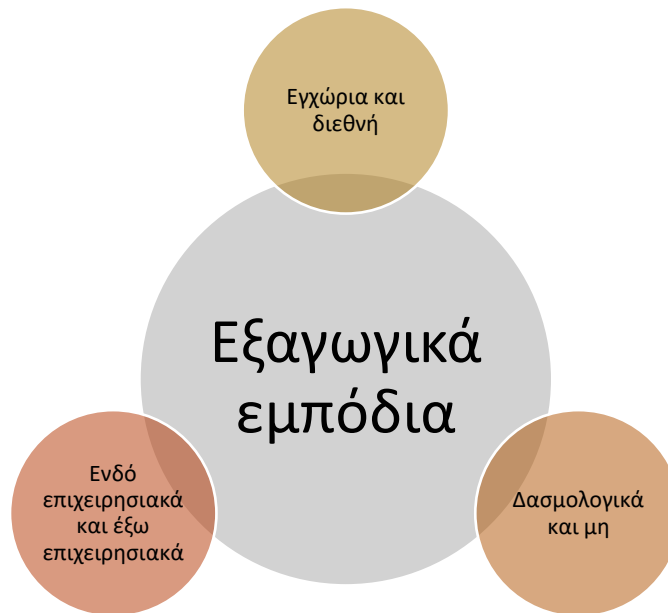 Εγχώρια και
διεθνή
Εξαγωγικά
εμπόδια
Ενδό
επιχειρησιακά
και έξω
επιχειρησιακά
Δασμολογικά
και μη